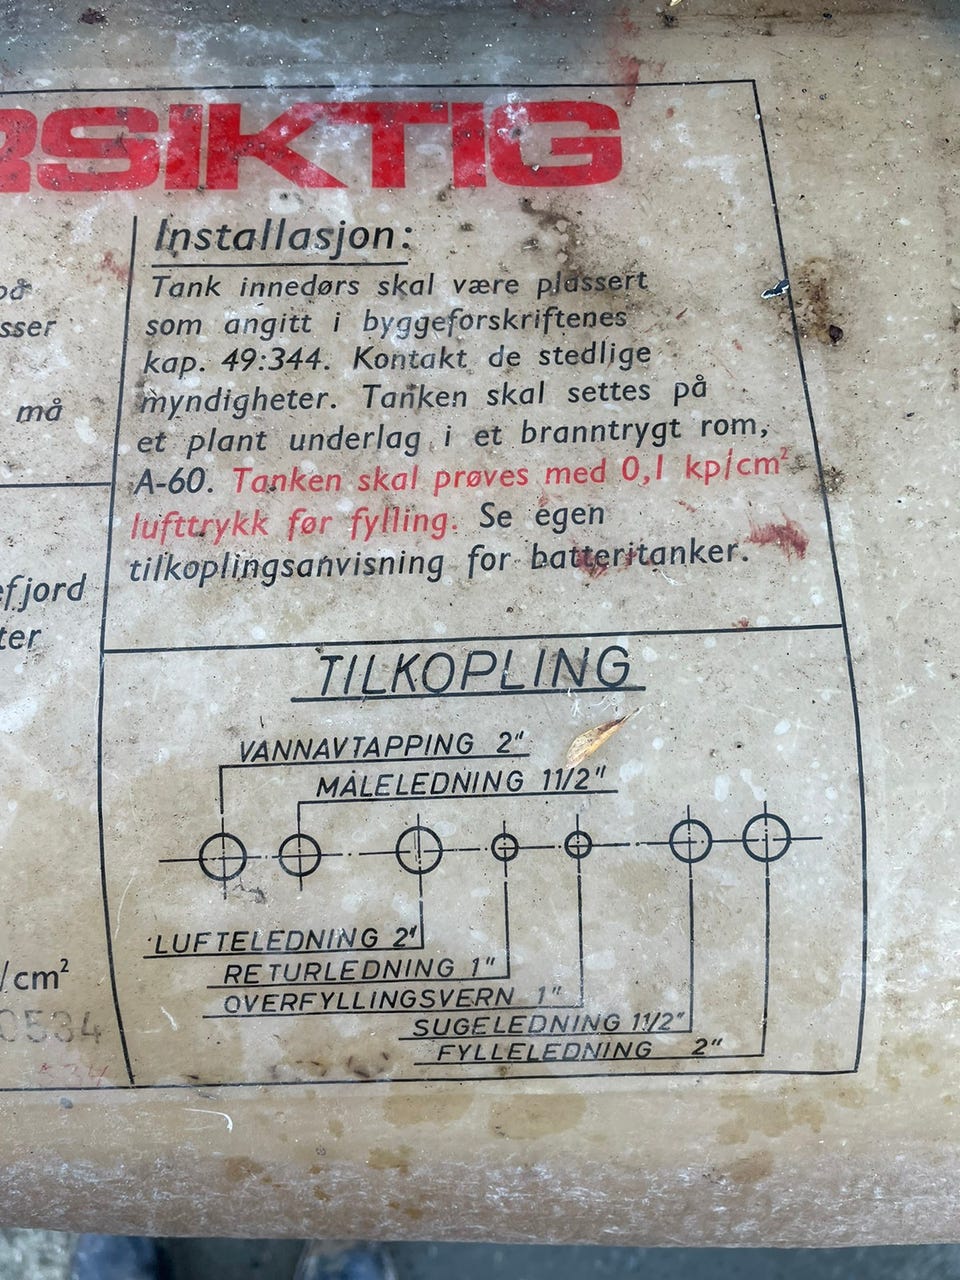 RSIKTIG
på
sser
må
efjord
ter
/cm²
0534
Installasjon:
Tank innedørs skal være plassert
som angitt i byggeforskriftenes
kap. 49:344. Kontakt de stedlige
myndigheter. Tanken skal settes på
et plant underlag i et branntrygt rom,
A-60. Tanken skal prøves med 0,1 kp/cm²
lufttrykk før fylling. Se egen
tilkoplingsanvisning for batteritanker.
TILKOPLING
VANNAVTAPPING 2"
MÅLELEDNING 11/2"
LUFTELEDNING 2"
RETURLEDNING 1"
OVERFYLLINGSVERN 1"
SUGELEDNING 11/2"
FYLLELEDNING 2"